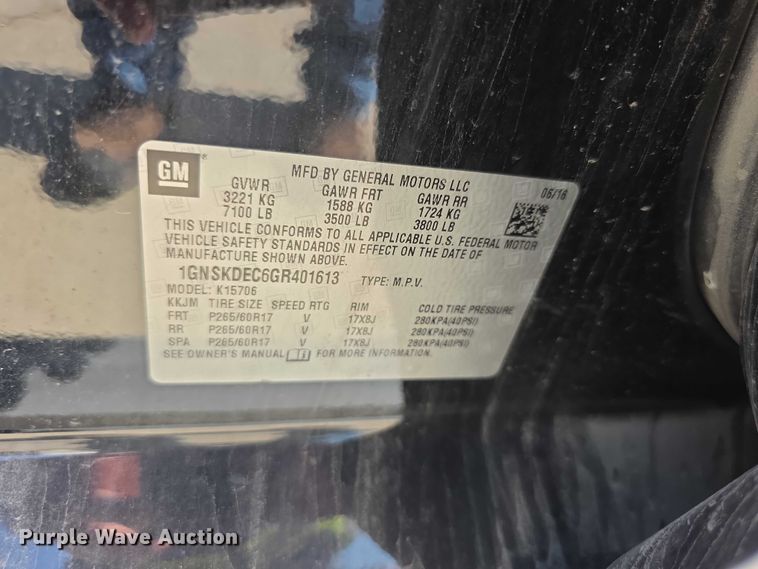 GM MFD BY GENERAL MOTORS LLC 06/16
GVWR GAWR FRT GAWR RR
3221 KG 1588 KG 1724 KG
7100 LB 3500 LB 3800 LB
THIS VEHICLE CONFORMS TO ALL APPLICABLE U.S. FEDERAL MOTOR
VEHICLE SAFETY STANDARDS IN EFFECT ON THE DATE OF
MANUFACTURE SHOWN ABOVE.
1GNSKDEC6GR401613 TYPE: M.P.V.
MODEL: K15706
KKJM TIRE SIZE SPEED RTG RIM COLD TIRE PRESSURE
FRT P265/60R17 V 17X8J 280KPA(40PSI)
RR P265/60R17 V 17X8J 280KPA(40PSI)
SPA P265/60R17 V 17X8J 280KPA(40PSI)
SEE OWNER'S MANUAL FOR MORE INFORMATION.
Purple Wave Auction